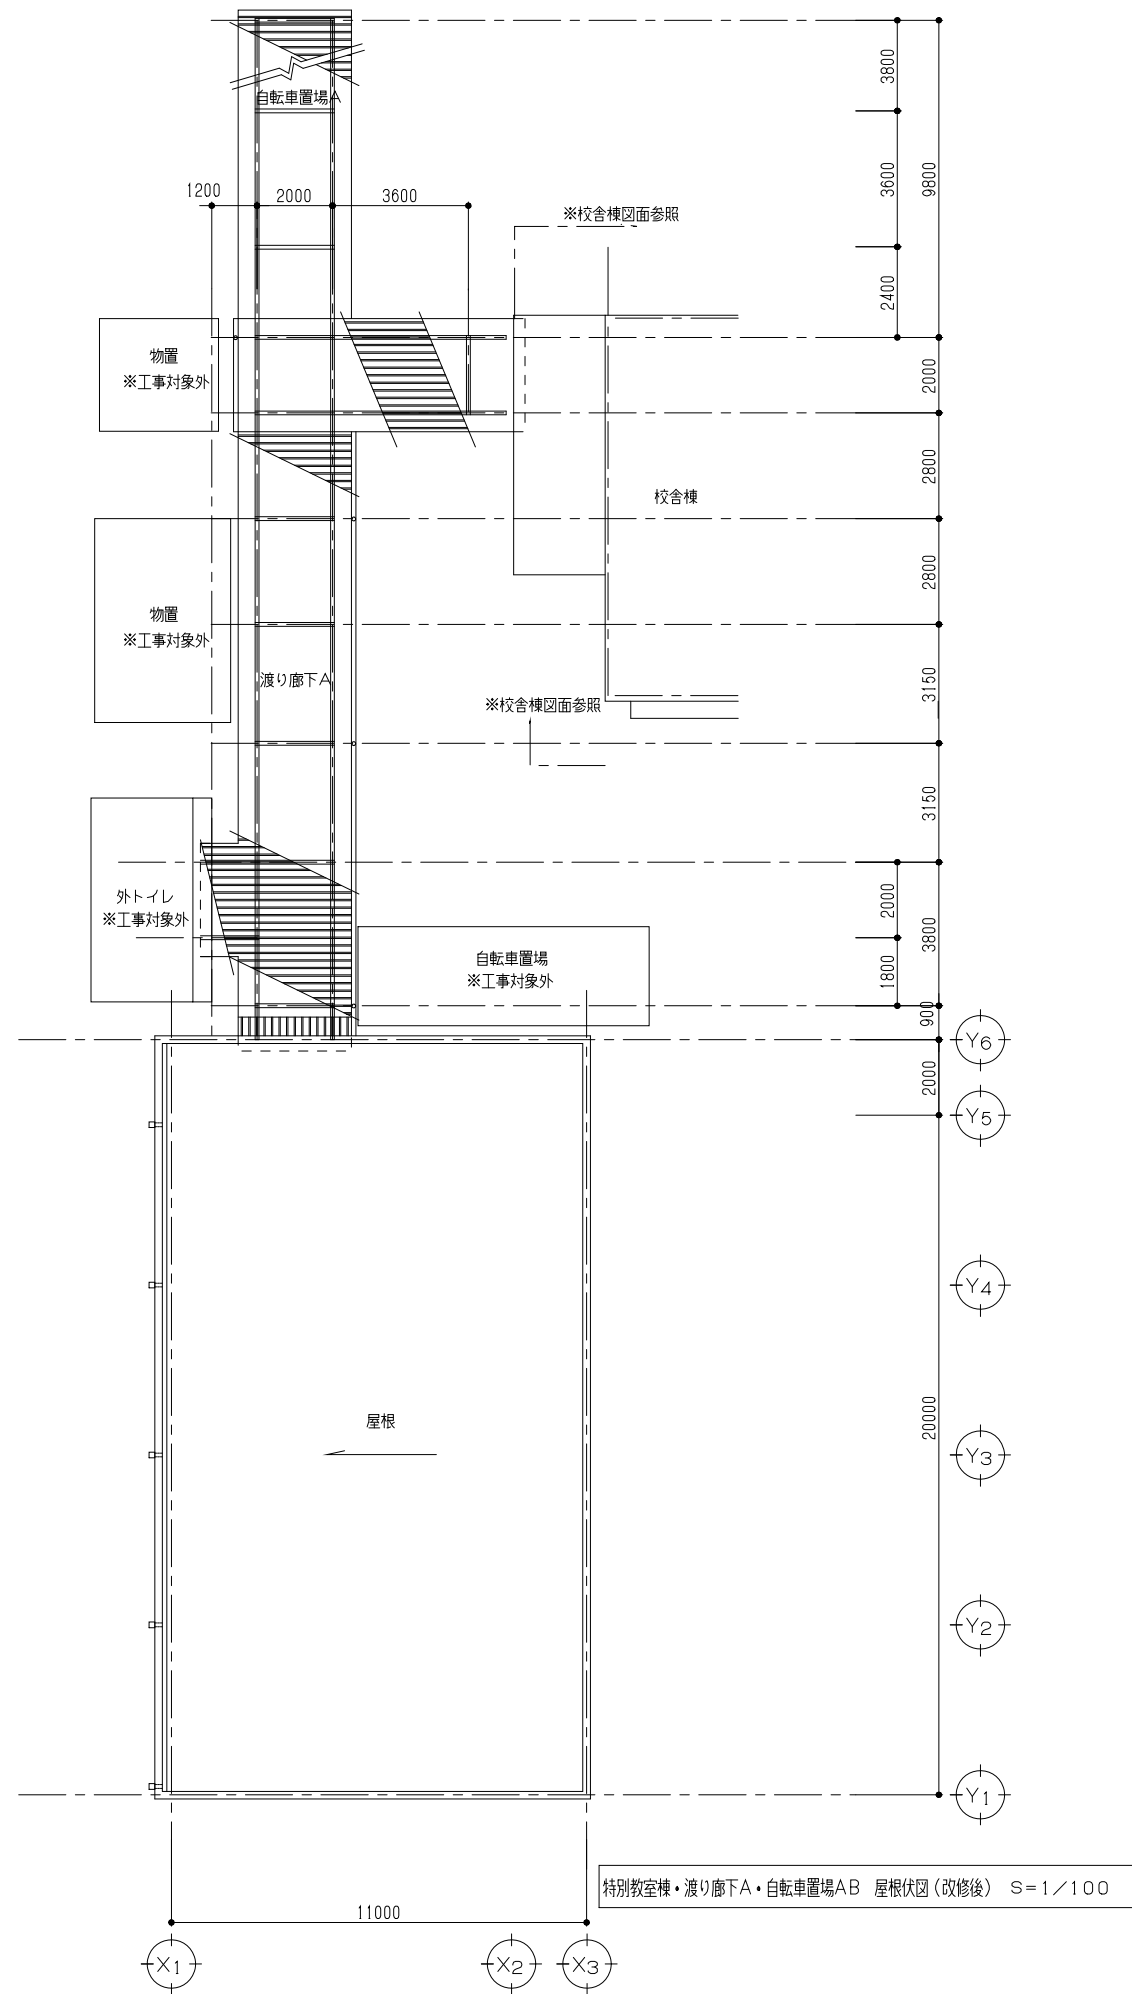 3800
自転車置場A
3600
9800
1200
2000
3600
※校舎棟図面参照
2400
物置
※工事対象外
2000
2800
校舎棟
2800
物置
※工事対象外
渡り廊下A
3150
※校舎棟図面参照
3150
外トイレ
※工事対象外
2000
3800
自転車置場
※工事対象外
1800
900
Y6
2000
Y5
Y4
屋根
20000
Y3
Y2
Y1
特別教室棟・渡り廊下A・自転車置場AB 屋根伏図(改修後) S=1/100
11000
X1
X2
X3